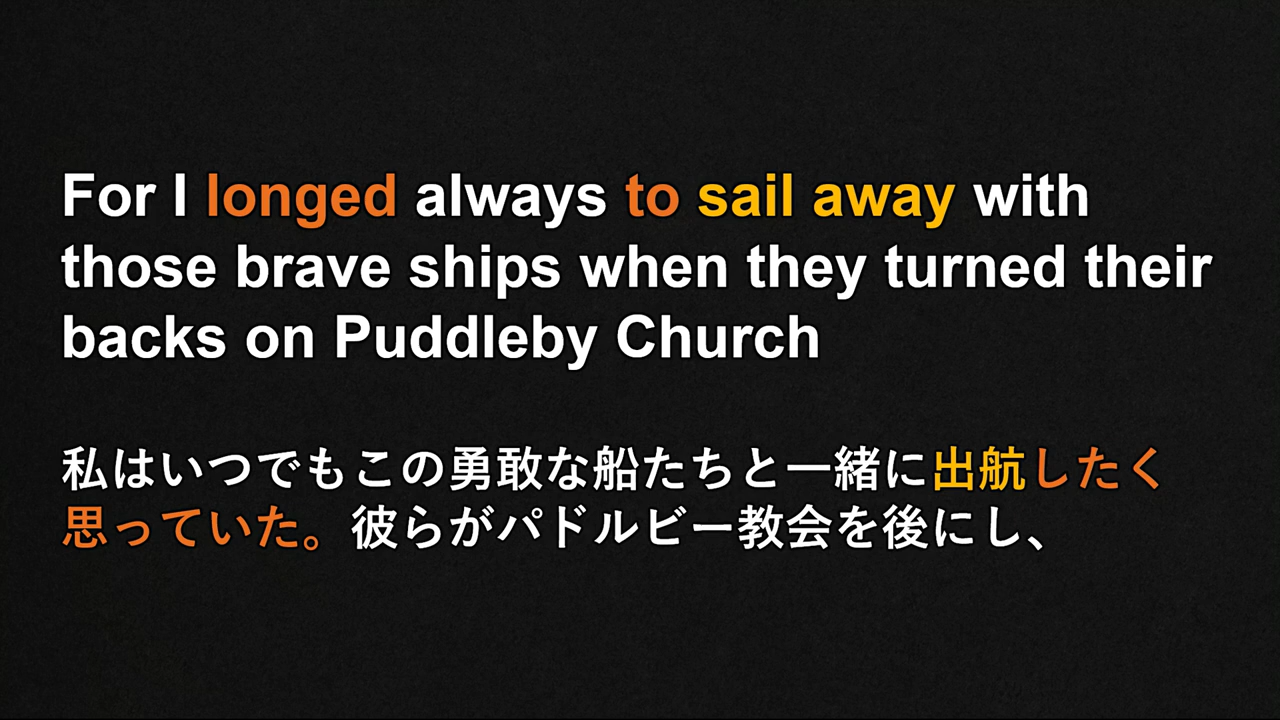 For I longed always to sail away with
those brave ships when they turned their
backs on Puddleby Church
私はいつでもこの勇敢な船たちと一緒に出航したく
思っていた。彼らがパドルビー教会を後にし、